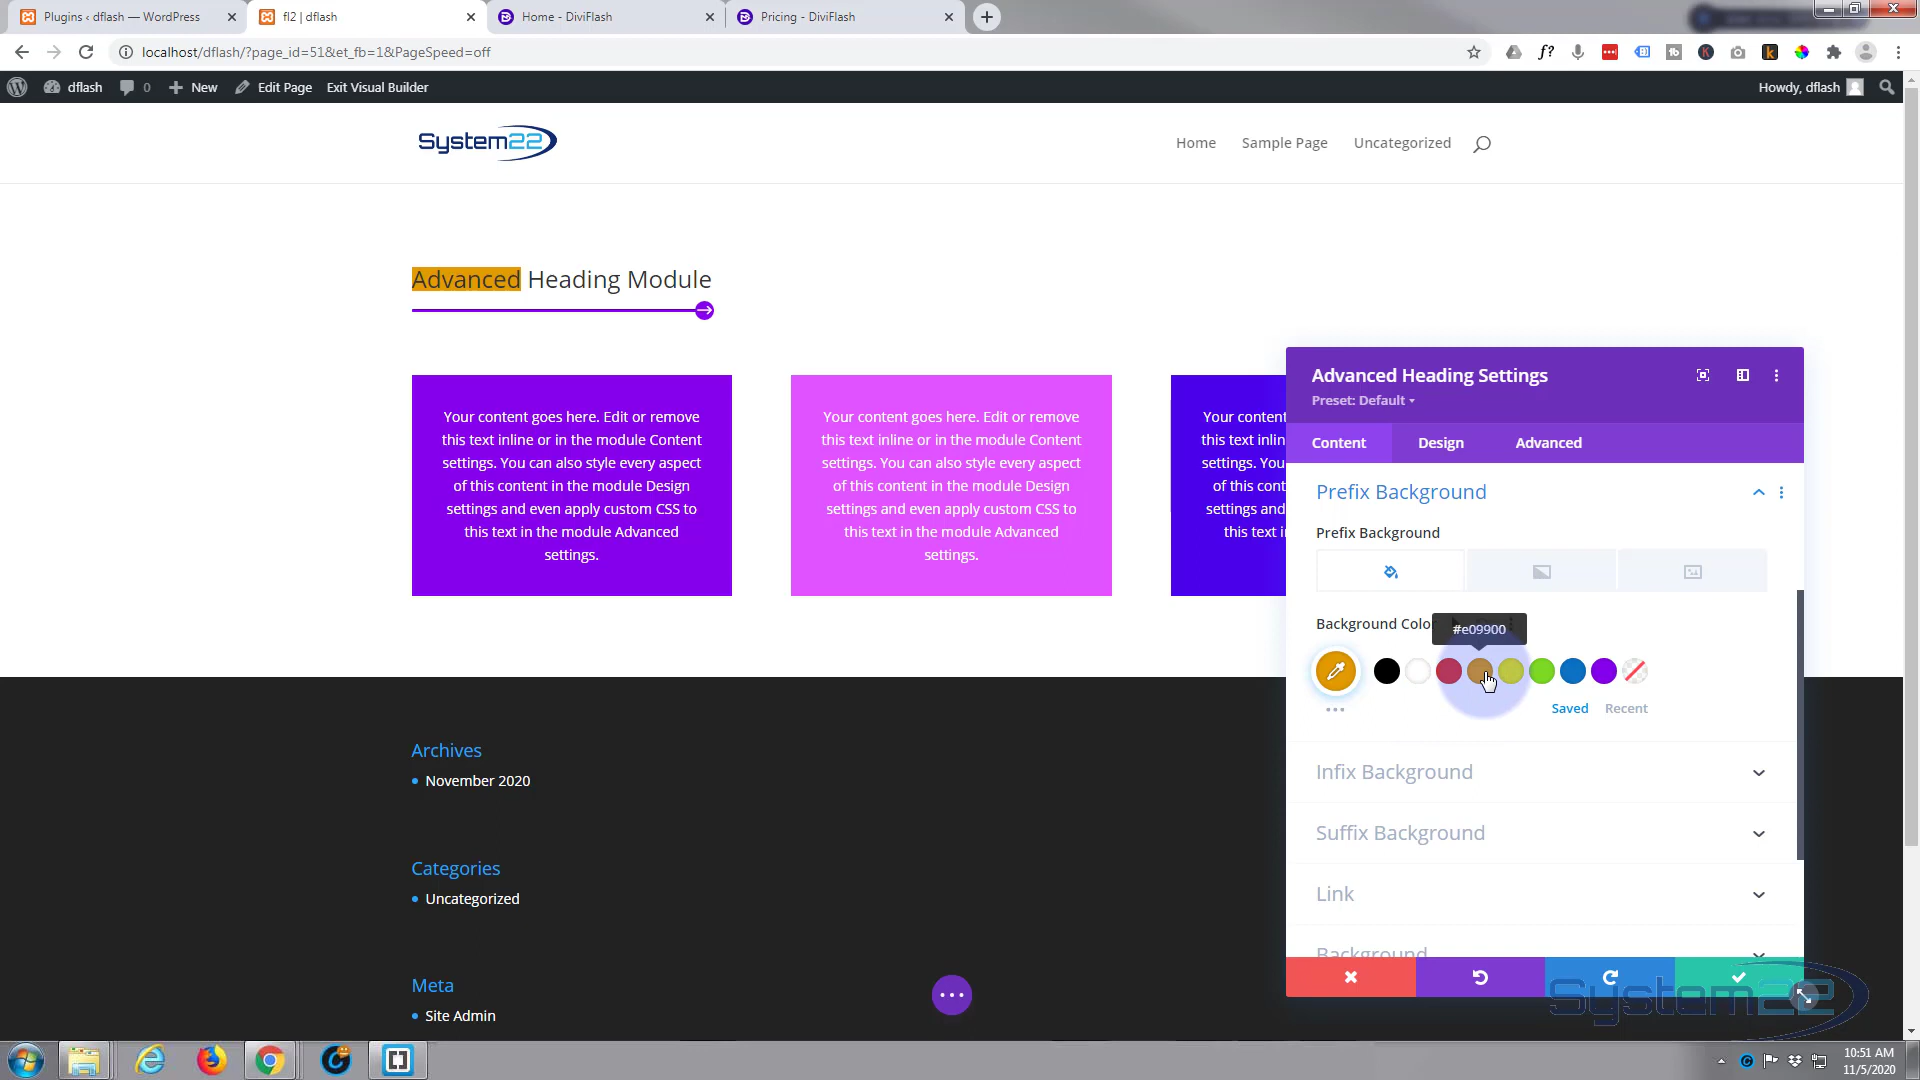 Plugins ‹ dflash — WordPress
fl2 | dflash
Home - DiviFlash
Pricing - DiviFlash
localhost/dflash/?page_id=51&et_fb=1&PageSpeed=off
dflash
0
New
Edit Page
Exit Visual Builder
Howdy, dflash
System22
Home
Sample Page
Uncategorized
Advanced Heading Module
Your content goes here. Edit or remove
this text inline or in the module Content
settings. You can also style every aspect
of this content in the module Design
settings and even apply custom CSS to
this text in the module Advanced
settings.
Your content goes here. Edit or remove
this text inline or in the module Content
settings. You can also style every aspect
of this content in the module Design
settings and even apply custom CSS to
this text in the module Advanced
settings.
Your content
this text inlin
settings. You
of this cont
settings and
this text i
Advanced Heading Settings
Preset: Default
Content
Design
Advanced
Prefix Background
Prefix Background
Background Color
#e09900
Saved
Recent
Infix Background
Suffix Background
Link
Background
Archives
November 2020
Categories
Uncategorized
Meta
Site Admin
System22
10:51 AM
11/5/2020